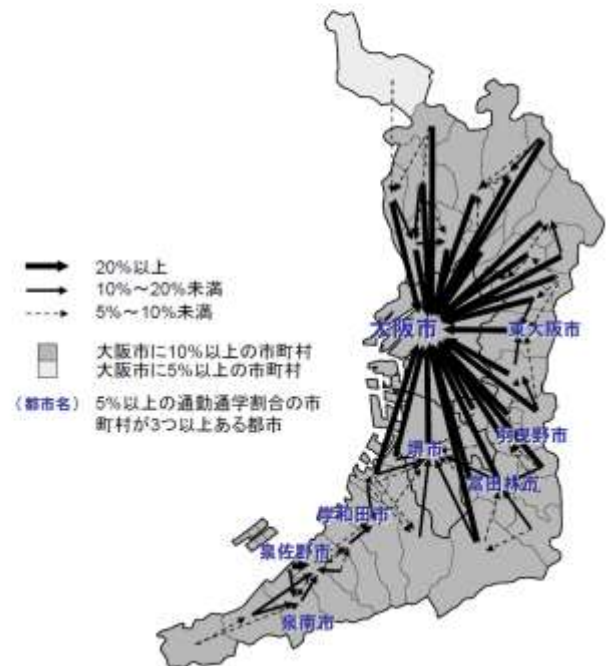 20%以上
10%～20%未満
5%～10%未満
大阪市に10%以上の市町村
大阪市に5%以上の市町村
(都市名) 5%以上の通勤通学割合の市
町村が3つ以上ある都市
大阪市
東大阪市
羽曳野市
堺市
富田林市
岸和田市
泉佐野市
泉南市